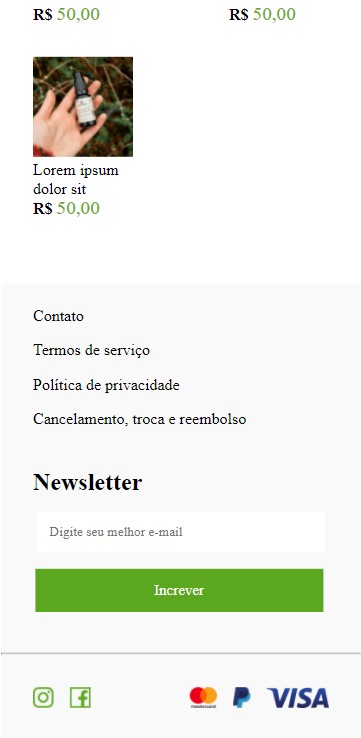 R$ 50,00 R$ 50,00
Lorem ipsum
dolor sit
R$ 50,00
Contato
Termos de serviço
Política de privacidade
Cancelamento, troca e reembolso
Newsletter
Digite seu melhor e-mail
Increver
mastercard VISA